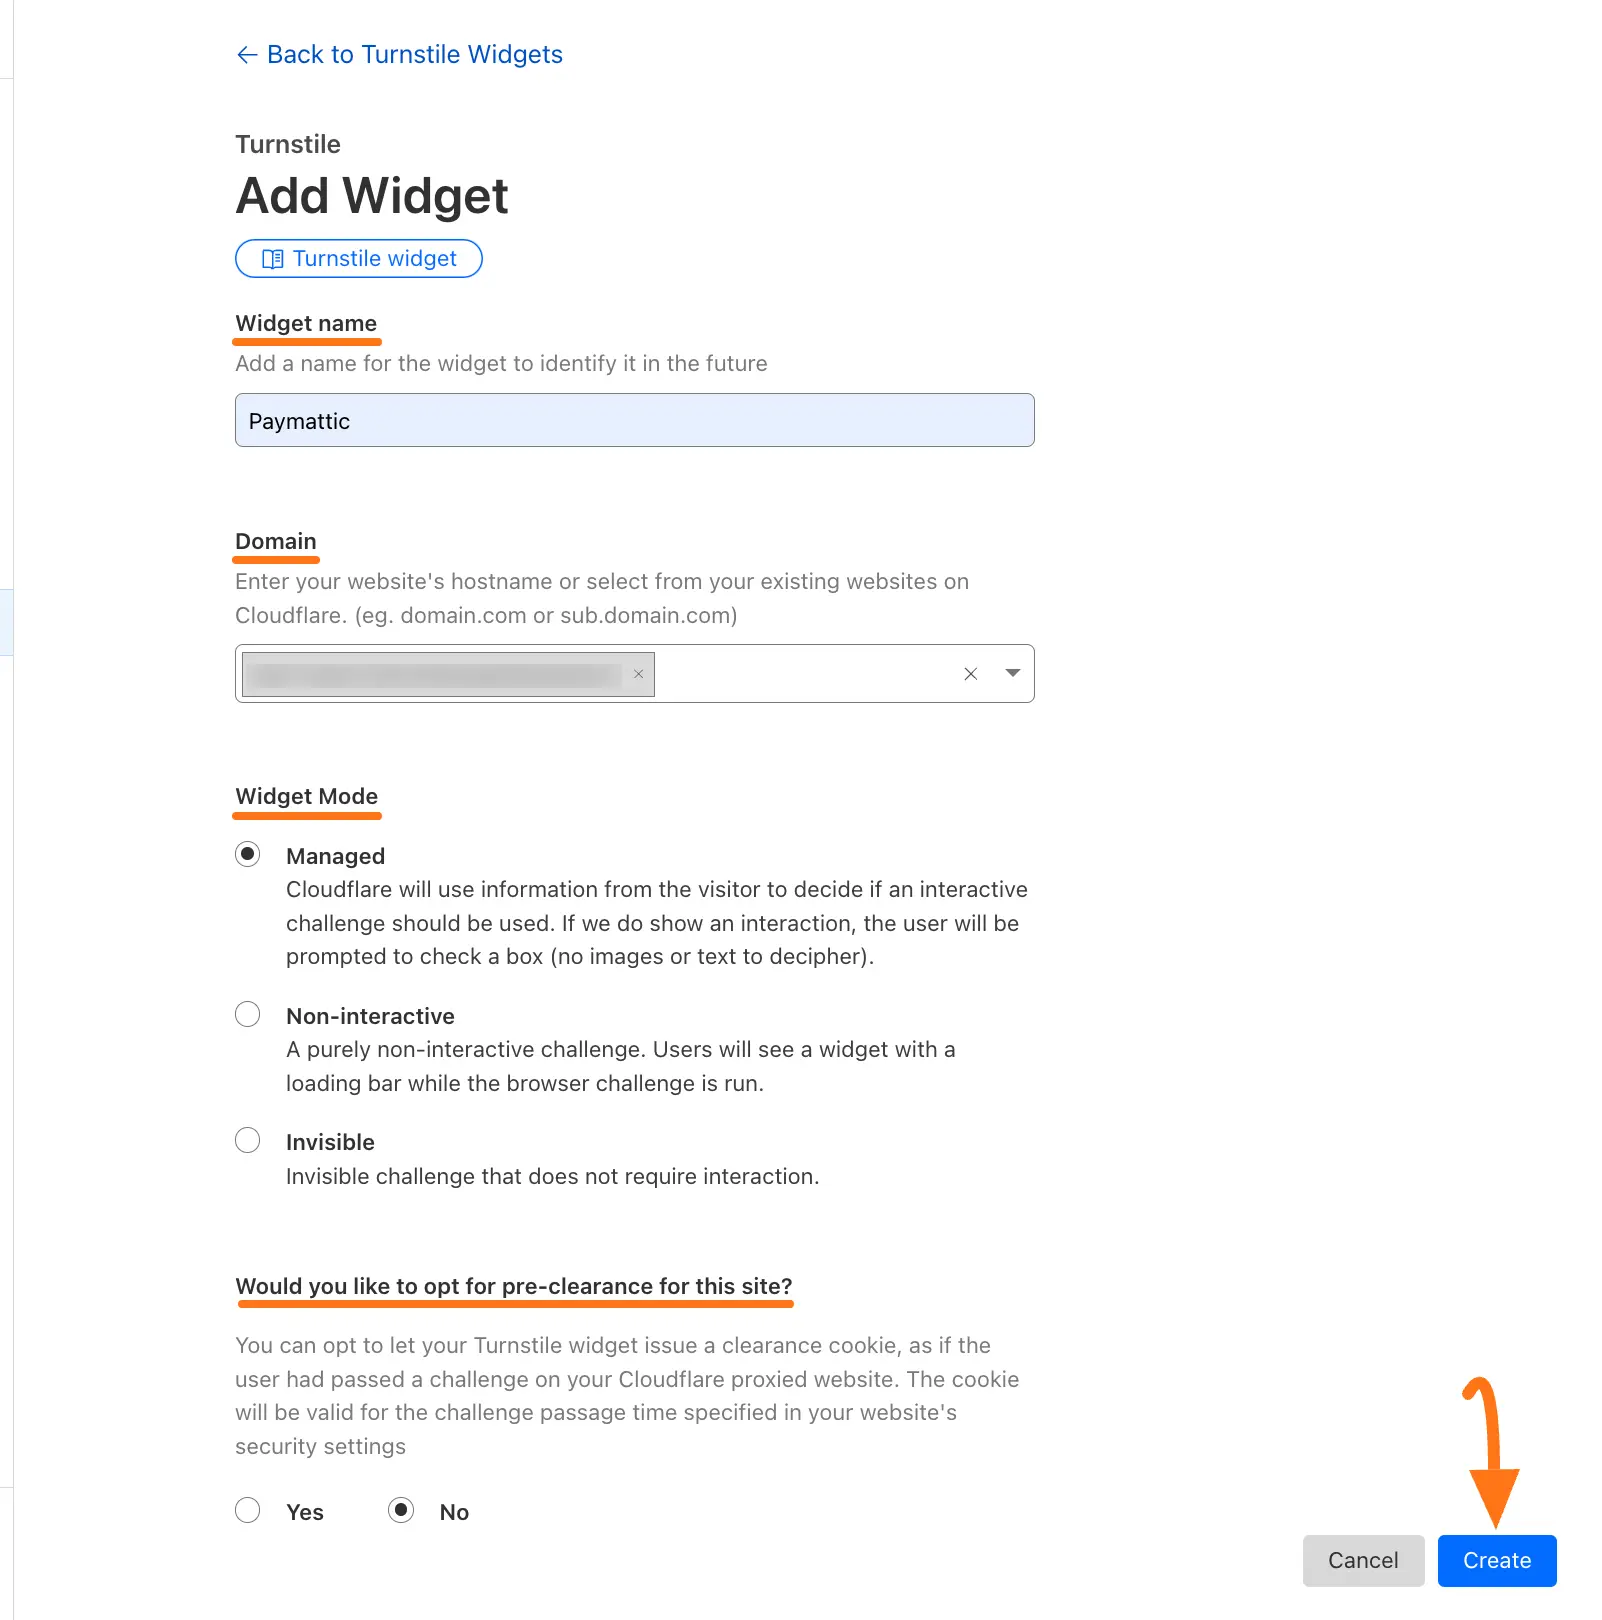 ← Back to Turnstile Widgets
Turnstile
Add Widget
Turnstile widget
Widget name
Add a name for the widget to identify it in the future
Paymattic
Domain
Enter your website's hostname or select from your existing websites on
Cloudflare. (eg. domain.com or sub.domain.com)
Widget Mode
Managed
Cloudflare will use information from the visitor to decide if an interactive
challenge should be used. If we do show an interaction, the user will be
prompted to check a box (no images or text to decipher).
Non-interactive
A purely non-interactive challenge. Users will see a widget with a
loading bar while the browser challenge is run.
Invisible
Invisible challenge that does not require interaction.
Would you like to opt for pre-clearance for this site?
You can opt to let your Turnstile widget issue a clearance cookie, as if the
user had passed a challenge on your Cloudflare proxied website. The cookie
will be valid for the challenge passage time specified in your website's
security settings
Yes No
Cancel Create